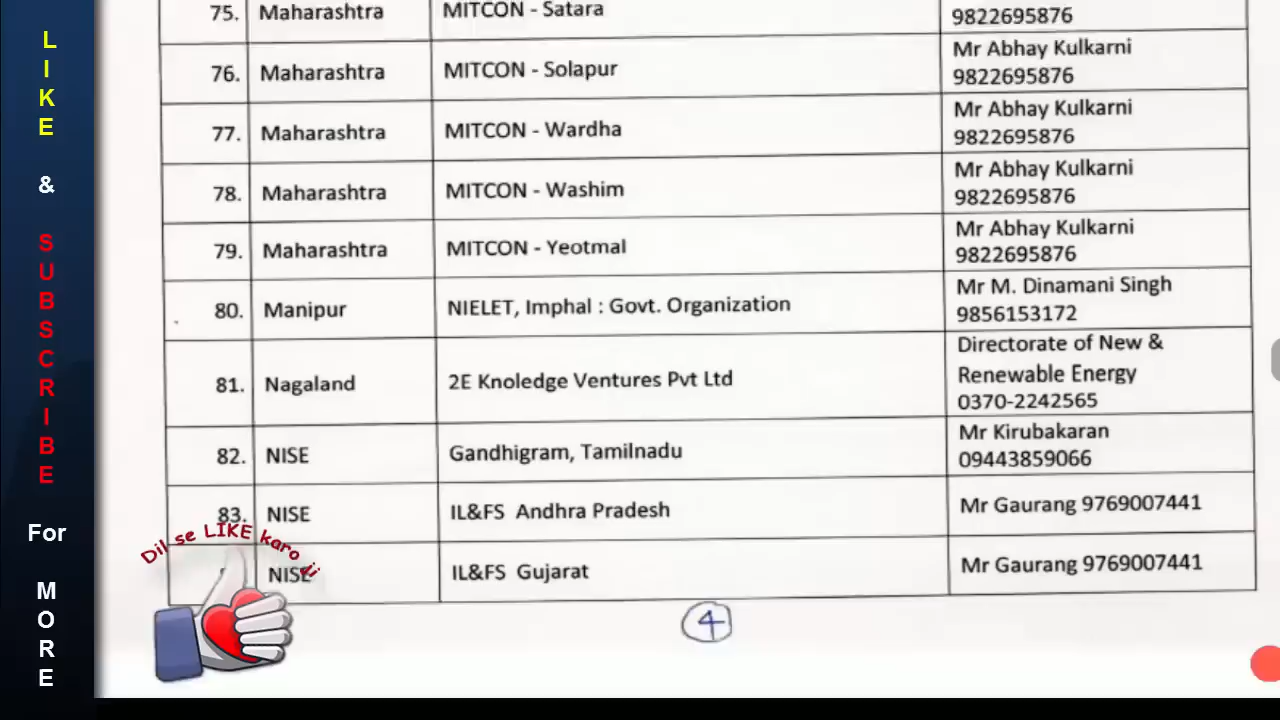 LIKE
&
SUBSCRIBE
For
MORE
75. Maharashtra MITCON - Satara
9822695876
76. Maharashtra MITCON - Solapur Mr Abhay Kulkarni
9822695876
77. Maharashtra MITCON - Wardha Mr Abhay Kulkarni
9822695876
78. Maharashtra MITCON - Washim Mr Abhay Kulkarni
9822695876
79. Maharashtra MITCON - Yeotmal Mr Abhay Kulkarni
9822695876
80. Manipur NIELET, Imphal : Govt. Organization Mr M. Dinamani Singh
9856153172
81. Nagaland 2E Knoledge Ventures Pvt Ltd Directorate of New &
Renewable Energy
0370-2242565
82. NISE Gandhigram, Tamilnadu Mr Kirubakaran
09443859066
83. NISE IL&FS Andhra Pradesh Mr Gaurang 9769007441
NISE IL&FS Gujarat Mr Gaurang 9769007441
Dil se LIKE karo ji
4